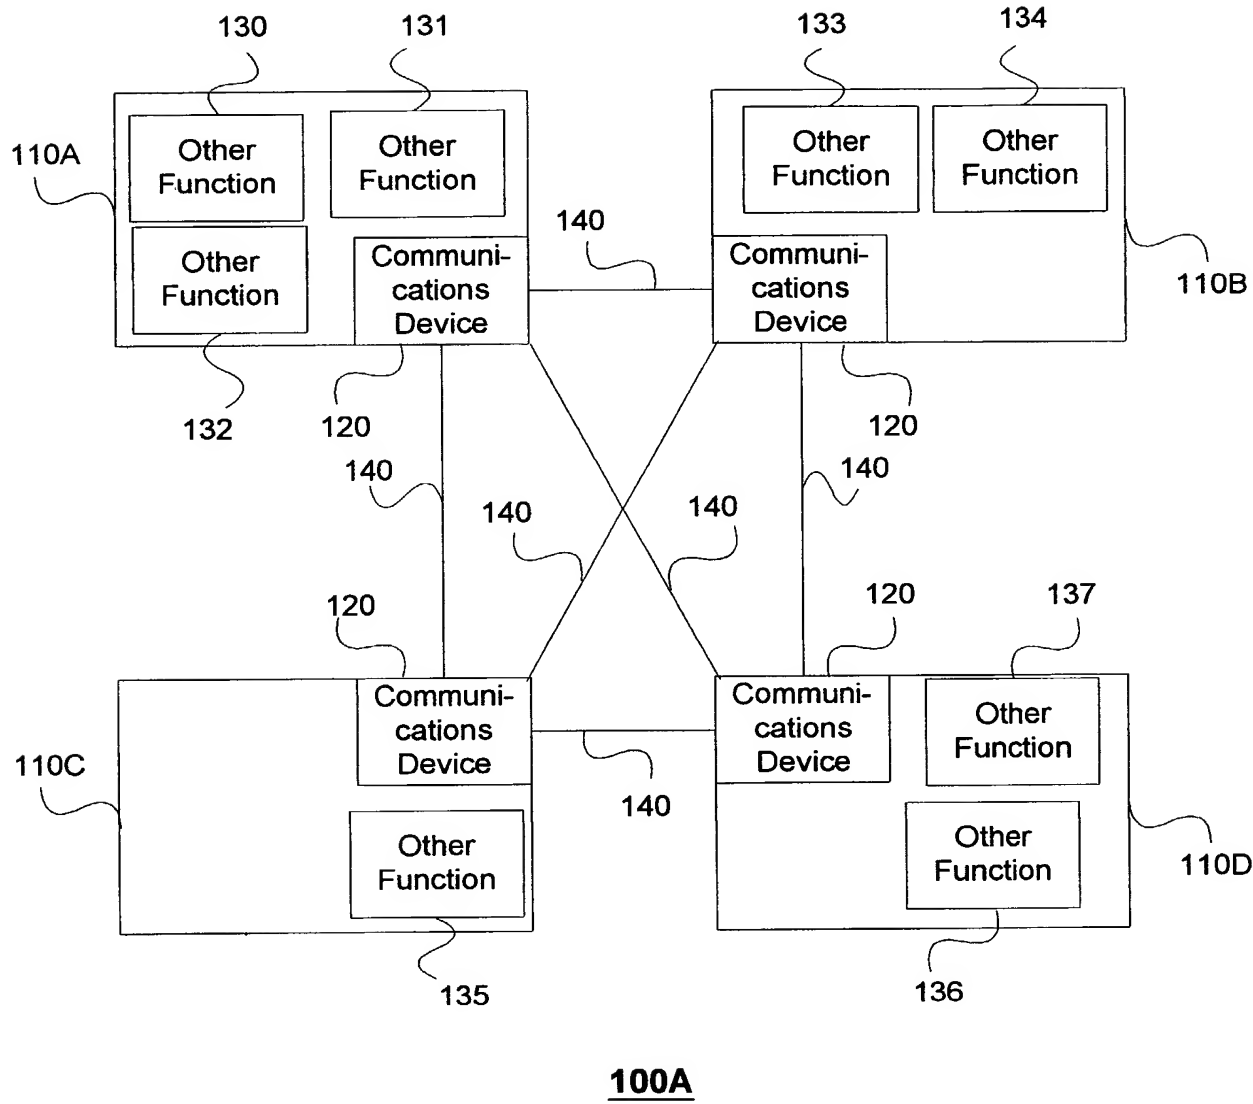 130
131
133
134
110A
Other
Function
Other
Function
Other
Function
Other
Function
140
Other
Function
Communi-
cations
Device
Communi-
cations
Device
110B
132
120
120
140
140
140
140
120
120
137
Communi-
cations
Device
Communi-
cations
Device
Other
Function
110C
140
Other
Function
Other
Function
110D
135
136
100A